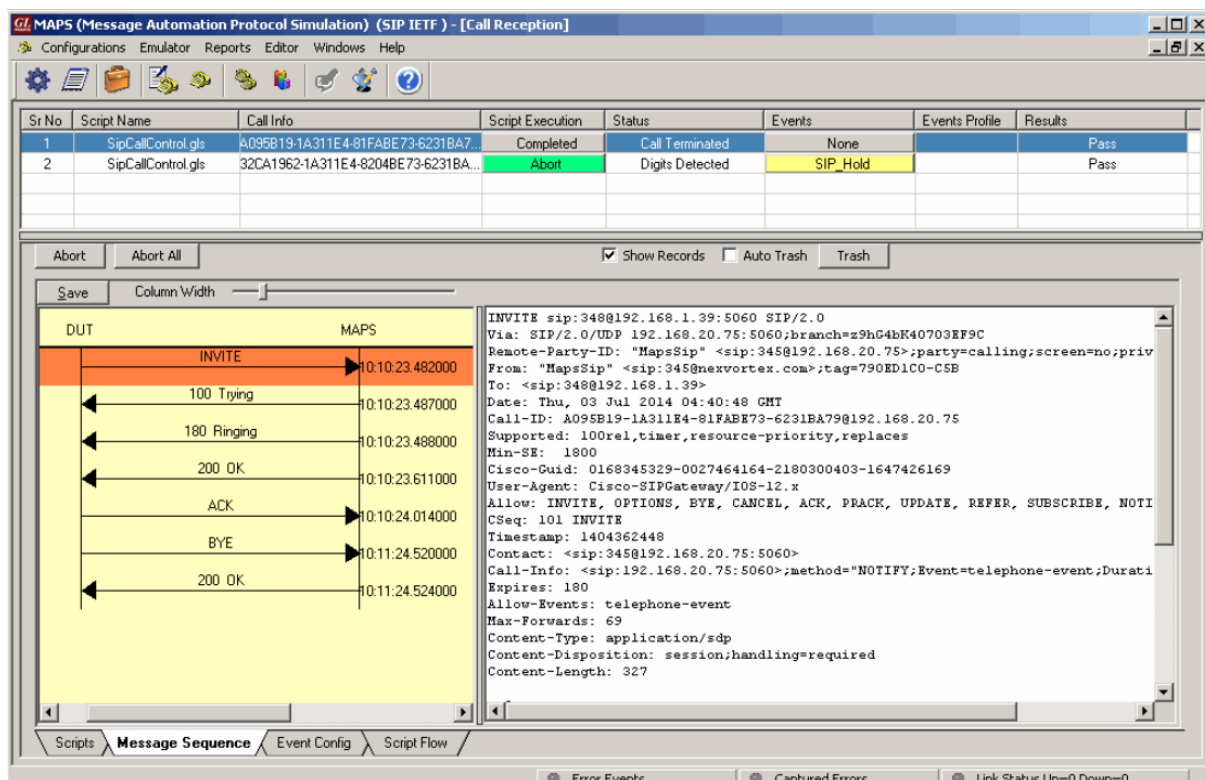 GL MAPS (Message Automation Protocol Simulation) (SIP IETF ) - [Call Reception]
Configurations Emulator Reports Editor Windows Help
Sr No Script Name Call Info Script Execution Status Events Events Profile Results
1 SipCallControl.gls A095B19-1A311E4-81FABE73-6231BA7... Completed Call Terminated None Pass
2 SipCallControl.gls 32CA1962-1A311E4-8204BE73-6231BA... Abort Digits Detected SIP_Hold Pass
Abort Abort All Show Records Auto Trash Trash
Save Column Width
DUT MAPS
INVITE
10:10:23.482000
100 Trying
10:10:23.487000
180 Ringing
10:10:23.488000
200 OK
10:10:23.611000
ACK
10:10:24.014000
BYE
10:11:24.520000
200 OK
10:11:24.524000
INVITE sip:348@192.168.1.39:5060 SIP/2.0
Via: SIP/2.0/UDP 192.168.20.75:5060;branch=z9hG4bK40703EF9C
Remote-Party-ID: "MapsSip" <sip:345@192.168.20.75>;party=calling;screen=no;priv
From: "MapsSip" <sip:345@nexvortex.com>;tag=790ED1C0-C5B
To: <sip:348@192.168.1.39>
Date: Thu, 03 Jul 2014 04:40:48 GMT
Call-ID: A095B19-1A311E4-81FABE73-6231BA79@192.168.20.75
Supported: 100rel,timer,resource-priority,replaces
Min-SE: 1800
Cisco-Guid: 0168345329-0027464164-2180300403-1647426169
User-Agent: Cisco-SIPGateway/IOS-12.x
Allow: INVITE, OPTIONS, BYE, CANCEL, ACK, PRACK, UPDATE, REFER, SUBSCRIBE, NOTI
CSeq: 101 INVITE
Timestamp: 1404362448
Contact: <sip:345@192.168.20.75:5060>
Call-Info: <sip:192.168.20.75:5060>;method="NOTIFY;Event=telephone-event;Durati
Expires: 180
Allow-Events: telephone-event
Max-Forwards: 69
Content-Type: application/sdp
Content-Disposition: session;handling=required
Content-Length: 327
Scripts Message Sequence Event Config Script Flow
Error Events Captured Errors Link Status Up=0 Down=0